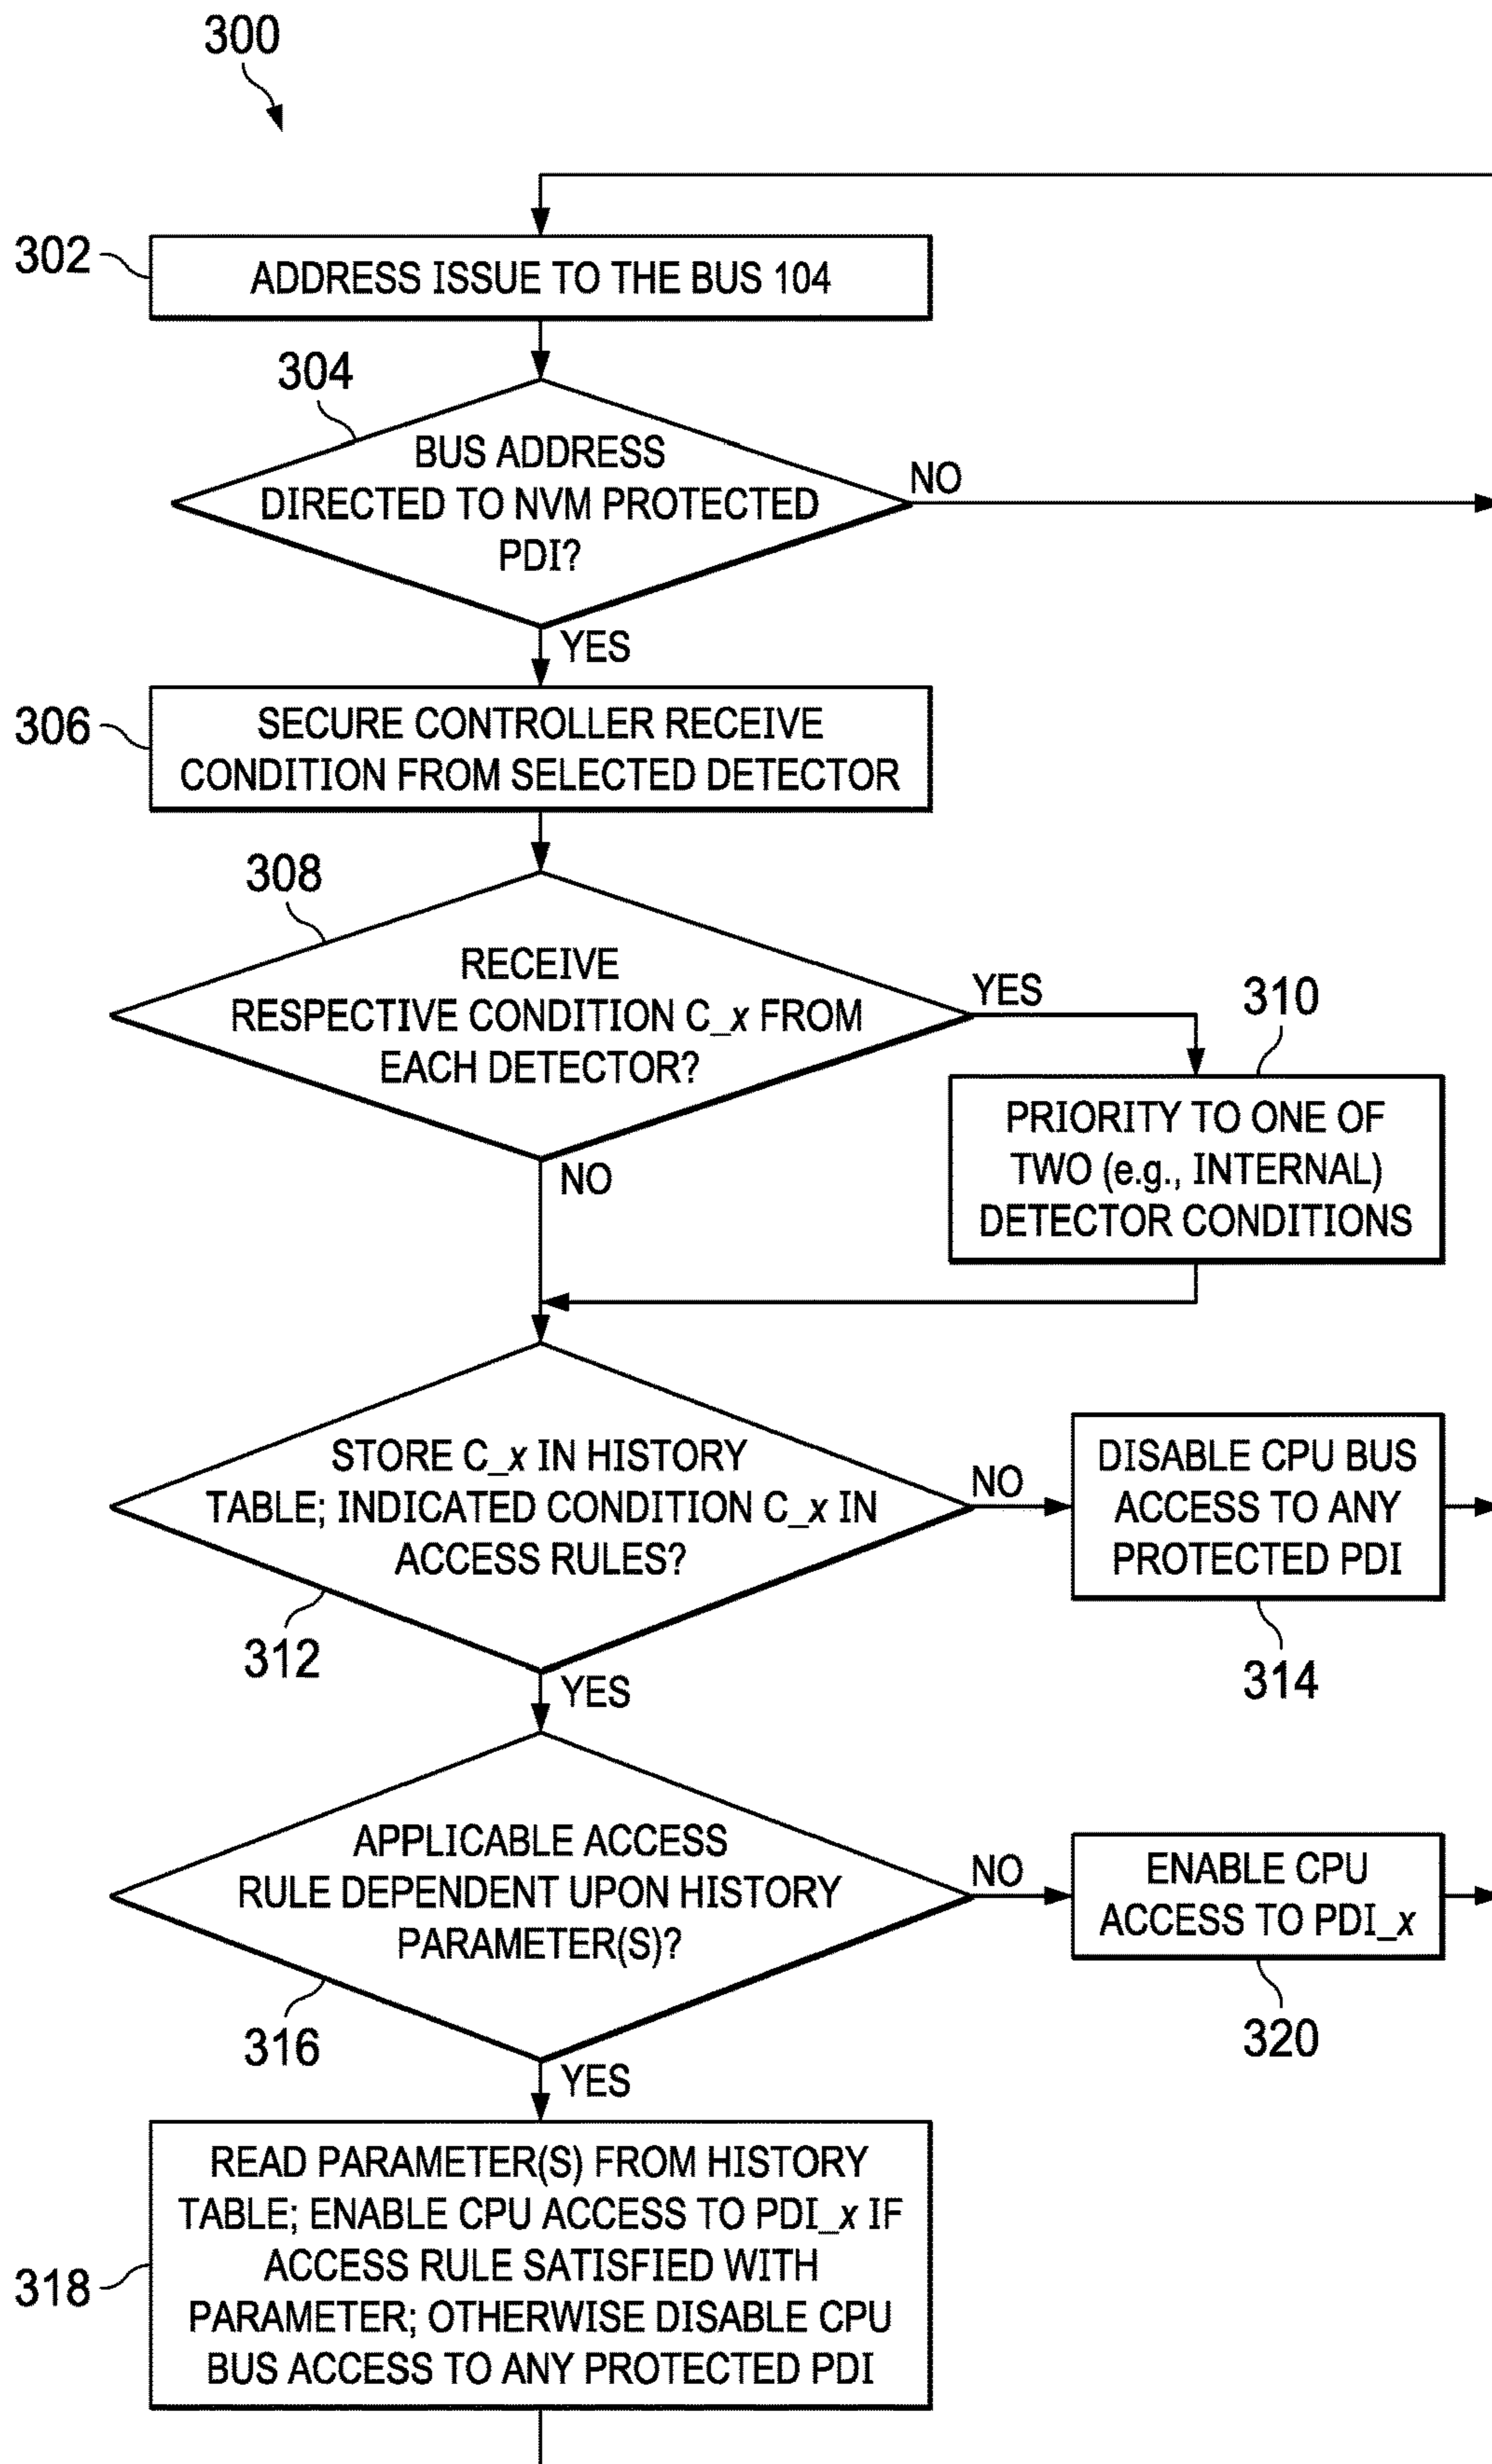 300
302
ADDRESS ISSUE TO THE BUS 104
304
BUS ADDRESS
DIRECTED TO NVM PROTECTED
PDI?
NO
YES
306
SECURE CONTROLLER RECEIVE
CONDITION FROM SELECTED DETECTOR
308
RECEIVE
RESPECTIVE CONDITION C_x FROM
EACH DETECTOR?
YES
NO
310
PRIORITY TO ONE OF
TWO (e.g., INTERNAL)
DETECTOR CONDITIONS
STORE C_x IN HISTORY
TABLE; INDICATED CONDITION C_x IN
ACCESS RULES?
312
NO
YES
DISABLE CPU BUS
ACCESS TO ANY
PROTECTED PDI
314
APPLICABLE ACCESS
RULE DEPENDENT UPON HISTORY
PARAMETER(S)?
316
NO
YES
ENABLE CPU
ACCESS TO PDI_x
320
318
READ PARAMETER(S) FROM HISTORY
TABLE; ENABLE CPU ACCESS TO PDI_x IF
ACCESS RULE SATISFIED WITH
PARAMETER; OTHERWISE DISABLE CPU
BUS ACCESS TO ANY PROTECTED PDI